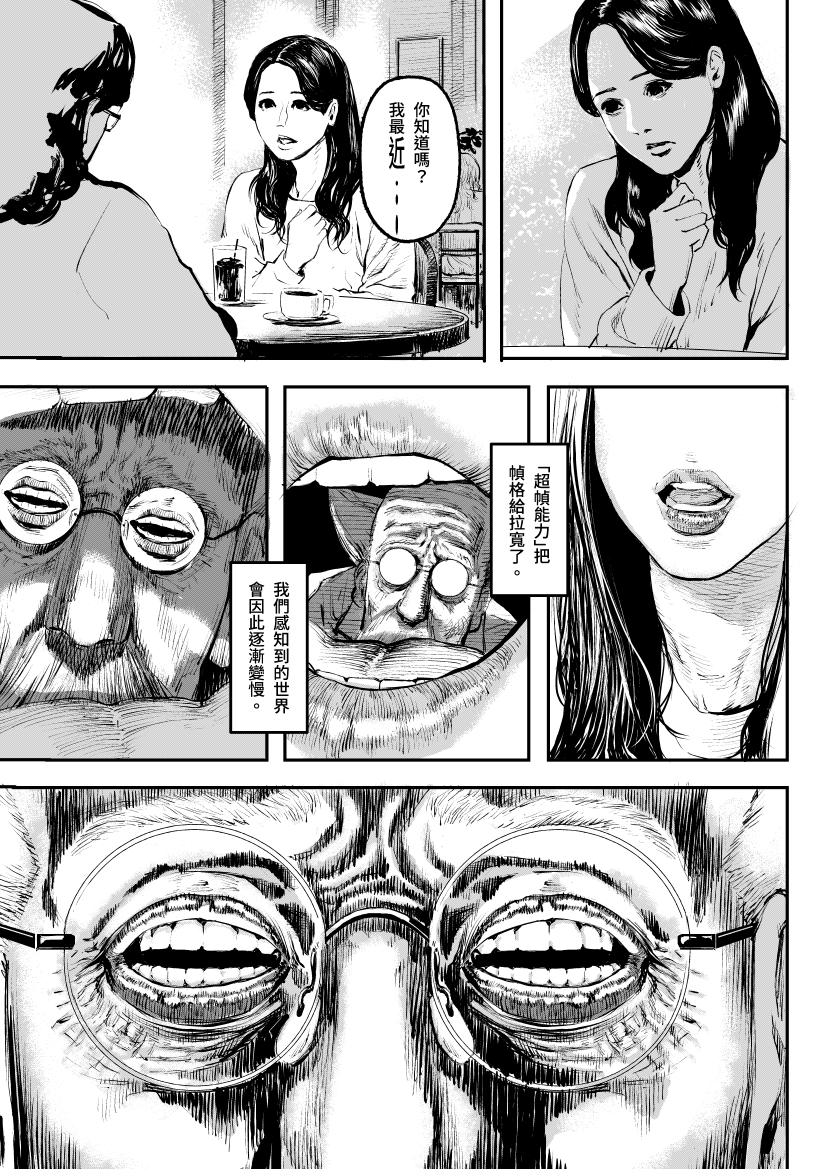 你知道嗎？
我最近...—
「超幀能力」把
幀格給拉寬了。
我們感知到的世界
會因此逐漸變慢。